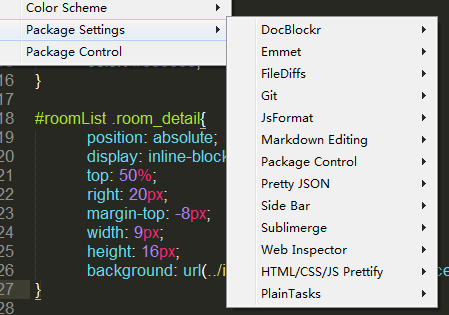 Color Scheme
Package Settings
Package Control
DocBlockr
Emmet
FileDiffs
Git
JsFormat
Markdown Editing
Package Control
Pretty JSON
Side Bar
Sublimerge
Web Inspector
HTML/CSS/JS Prettify
PlainTasks
16 }
17
18 #roomList .room_detail{
19 position: absolute;
20 display: inline-block
21 top: 50%;
22 right: 20px;
23 margin-top: -8px;
24 width: 9px;
25 height: 16px;
26 background: url(../i
27 }
28